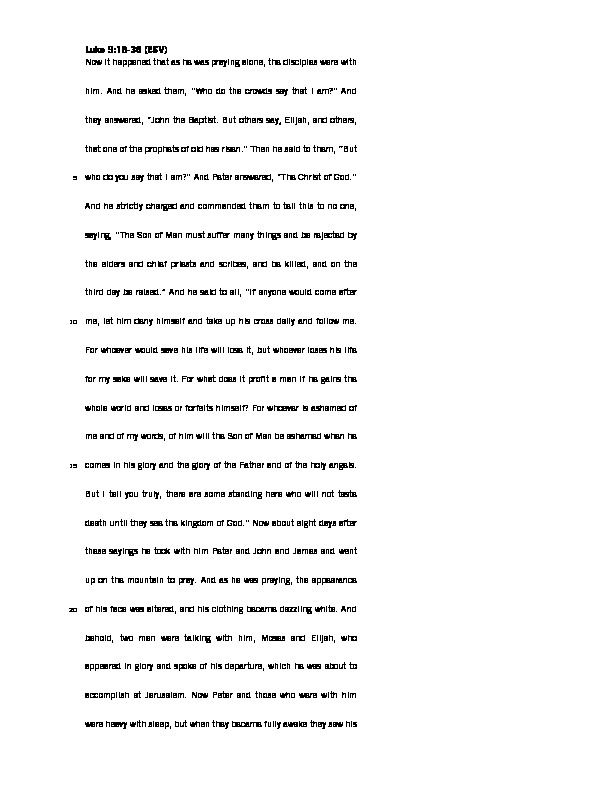 Luke 9:18-36 (ESV)
Now it happened that as he was praying alone, the disciples were with
him. And he asked them, "Who do the crowds say that I am?" And
they answered, "John the Baptist. But others say, Elijah, and others,
that one of the prophets of old has risen." Then he said to them, "But
5 who do you say that I am?" And Peter answered, "The Christ of God."
And he strictly charged and commanded them to tell this to no one,
saying, "The Son of Man must suffer many things and be rejected by
the elders and chief priests and scribes, and be killed, and on the
third day be raised." And he said to all, "If anyone would come after
10 me, let him deny himself and take up his cross daily and follow me.
For whoever would save his life will lose it, but whoever loses his life
for my sake will save it. For what does it profit a man if he gains the
whole world and loses or forfeits himself? For whoever is ashamed of
me and of my words, of him will the Son of Man be ashamed when he
15 comes in his glory and the glory of the Father and of the holy angels.
But I tell you truly, there are some standing here who will not taste
death until they see the kingdom of God." Now about eight days after
these sayings he took with him Peter and John and James and went
up on the mountain to pray. And as he was praying, the appearance
20 of his face was altered, and his clothing became dazzling white. And
behold, two men were talking with him, Moses and Elijah, who
appeared in glory and spoke of his departure, which he was about to
accomplish at Jerusalem. Now Peter and those who were with him
were heavy with sleep, but when they became fully awake they saw his